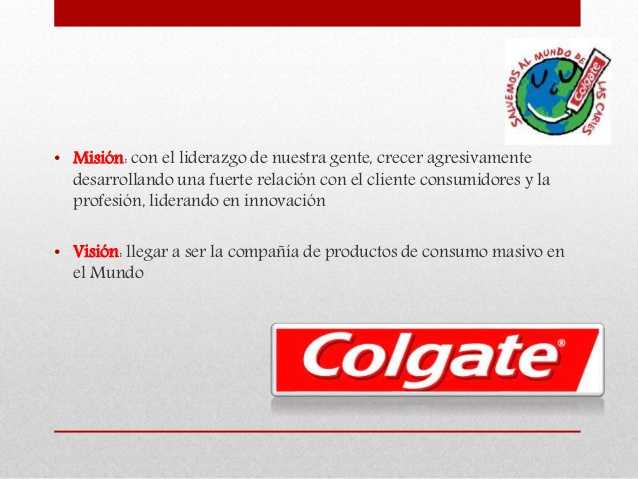 SALVEMOS AL MUNDO DE LAS CARIES
Colgate
• Misión: con el liderazgo de nuestra gente, crecer agresivamente
desarrollando una fuerte relación con el cliente consumidores y la
profesión, liderando en innovación
• Visión: llegar a ser la compañía de productos de consumo masivo en
el Mundo
Colgate®